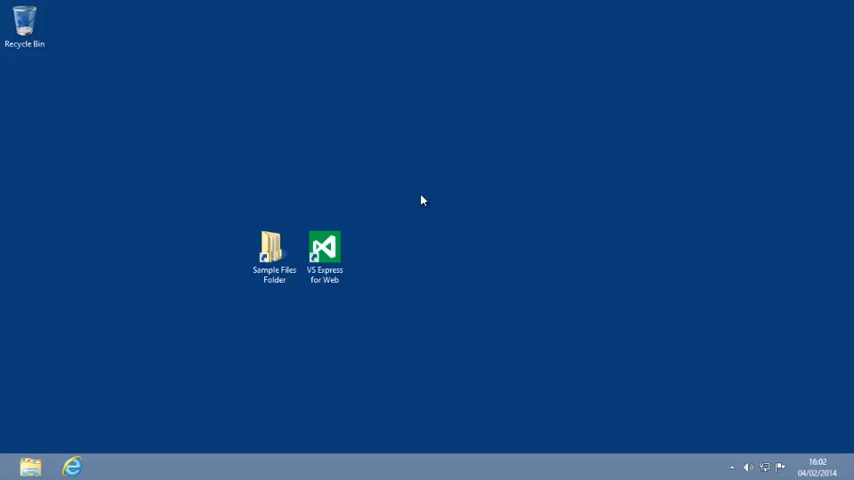 Recycle Bin
Sample Files
Folder
VS Express
for Web
16:02
04/02/2014